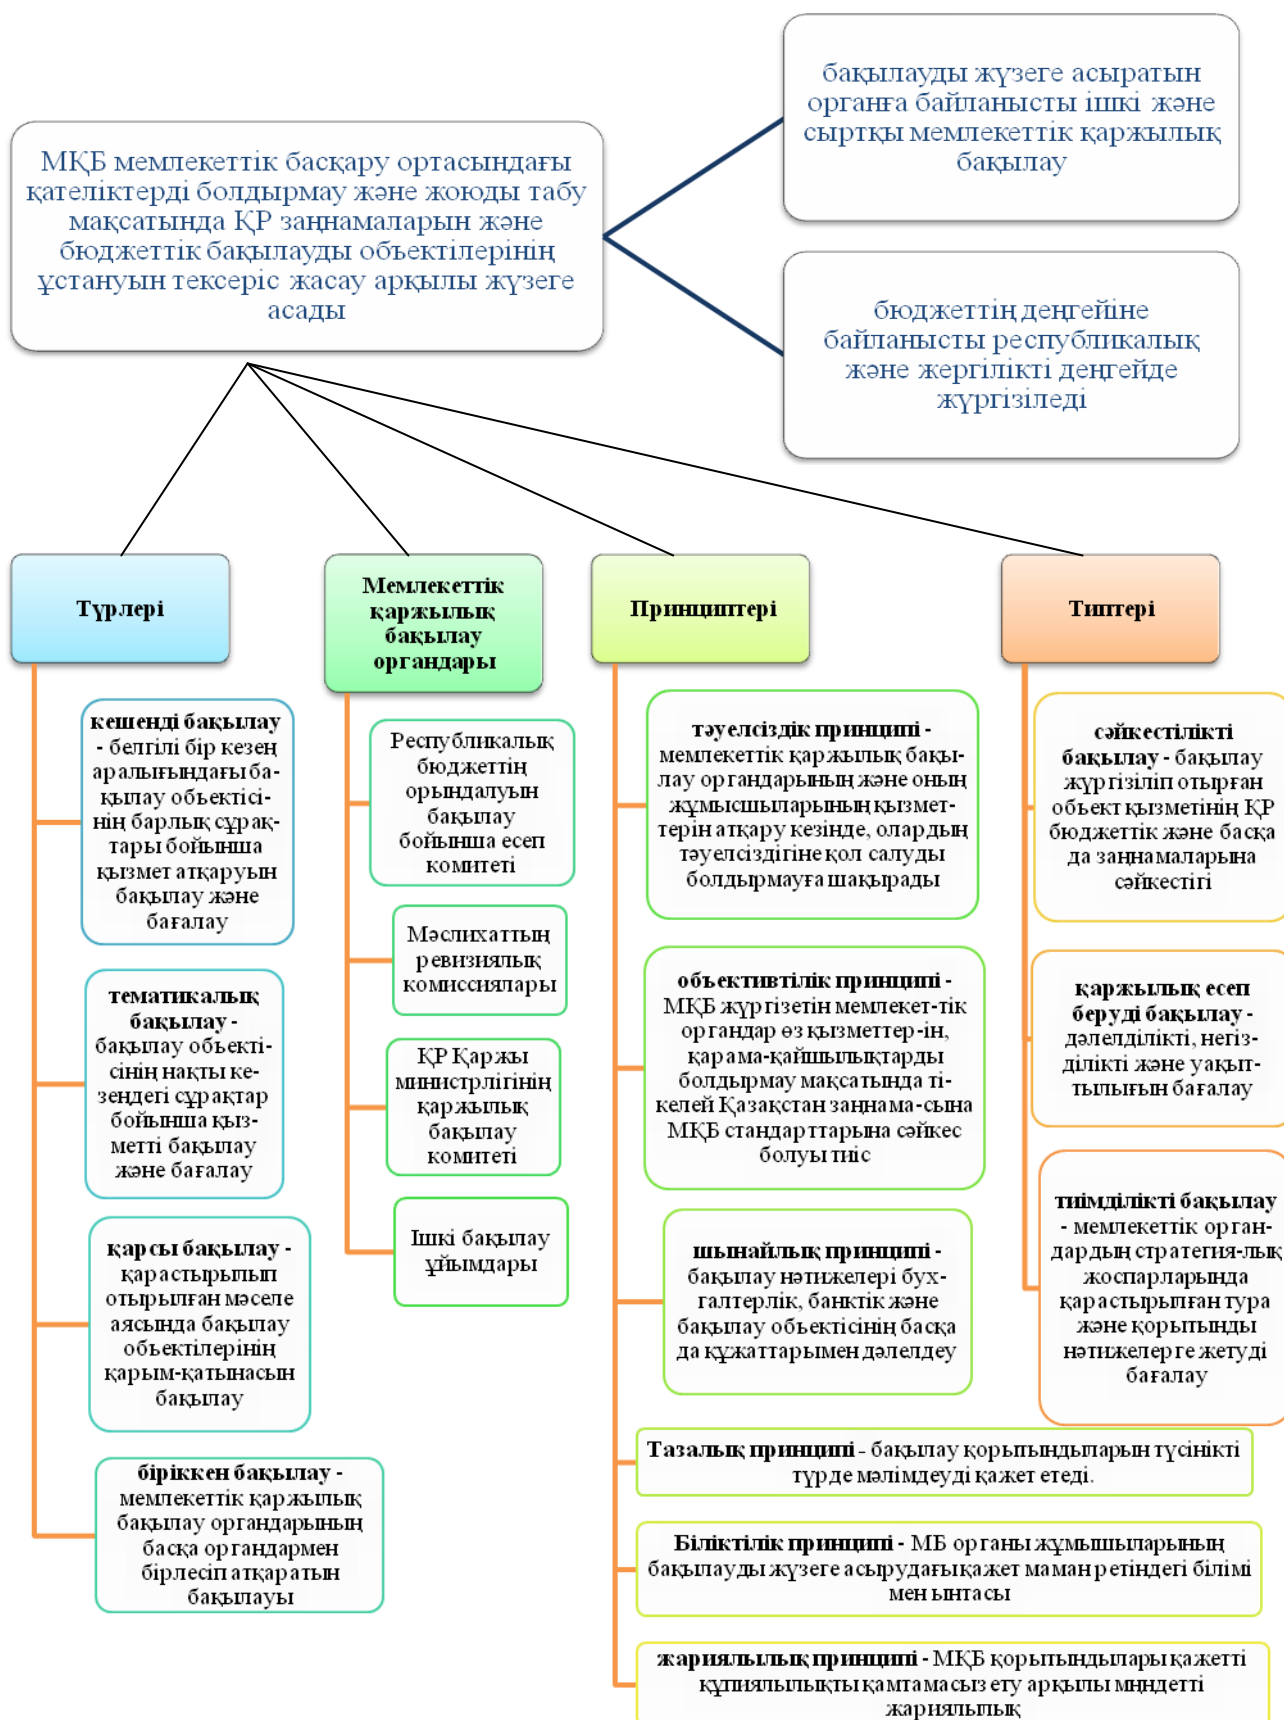 бақылауды жүзеге асыратын
органға байланысты ішкі және
сыртқы мемлекеттік қаржылық
бақылау
МҚБ мемлекеттік басқару ортасындағы
қателіктерді болдырмау және жоюды табу
мақсатында ҚР заңнамаларын және
бюджеттік бақылауды объектілерінің
ұстануын тексеріс жасау арқылы жүзеге
асады
бюджеттің деңгейіне
байланысты республикалық
және жергілікті деңгейде
жүргізіледі
Түрлері
кешенді бақылау
- белгілі бір кезең
аралығындағы ба-
қылау обьектісі-
нің барлық сұрақ-
тары бойынша
қызмет атқаруын
бақылау және
бағалау
тематикалық
бақылау -
бақылау обьекті-
сінің нақты ке-
зеңдегі сұрақтар
бойынша қыз-
метті бақылау
және бағалау
қарсы бақылау -
қарастырылып
отырылған мәселе
аясында бақылау
обьектілерінің
қарым-қатынасын
бақылау
біріккен бақылау -
мемлекеттік қаржылық
бақылау органдарының
басқа органдармен
бірлесіп атқаратын
бақылауы
Мемлекеттік
қаржылық
бақылау
органдары
Республикалық
бюджеттің
орындалуын
бақылау
бойынша есеп
комитеті
Мәслихаттың
ревизиялық
комиссиялары
ҚР Қаржы
министрлігінің
қаржылық
бақылау
комитеті
Ішкі бақылау
ұйымдары
Принциптері
тәуелсіздік принципі -
мемлекеттік қаржылық бақы-
лау органдарының және оның
жұмысшыларының қызмет-
терін атқару кезінде, олардың
тәуелсіздігіне қол салуды
болдырмауға шақырады
объективтілік принципі -
МҚБ жүргізетін мемлекет-тік
органдар өз қызметтер-ін,
қарама-қайшылықтарды
болдырмау мақсатында ті-
келей Қазақстан заңнама-сына
МҚБ стандарттарына сәйкес
болуы тиіс
шынайлық принципі -
бақылау нәтижелері бух-
галтерлік, банктік және
бақылау обьектісінің басқа
да құжаттарымен дәлелдеу
Тазалық принципі - бақылау қорытындыларын түсінікті
түрде мәлімдеуді қажет етеді.
Біліктілік принципі - МБ органы жұмышыларының
бақылауды жүзеге асырудағы қажет маман ретіндегі білімі
мен ынтасы
жариялылық принципі - МҚБ қорытындылары қажетті
құпиялылықты қамтамасыз ету арқылы мңндетті
жариялылық
Типтері
сәйкестілікті
бақылау - бақылау
жүргізіліп отырған
обьект қызметінің ҚР
бюджеттік және басқа
да заңнамаларына
сәйкестігі
қаржылық есеп
беруді бақылау -
дәлелділікті, негіз-
ділікті және уақыт-
тылығын бағалау
тиімділікті бақылау
- мемлекеттік орган-
дардың стратегия-лық
жоспарларында
қарастырылған тура
және қорытынды
нәтижелерге жетуді
бағалау